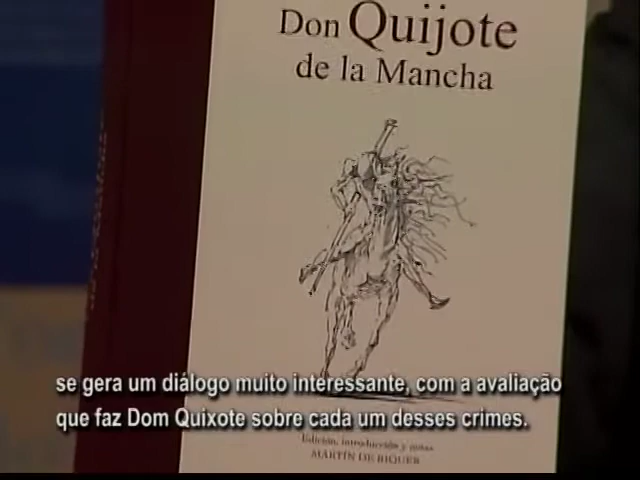 Don Quijote
de la Mancha
se gera um diálogo muito interessante, com a avaliação
que faz Dom Quixote sobre cada um desses crimes.
Edición, introducción y notas
MARTÍN DE RIQUER